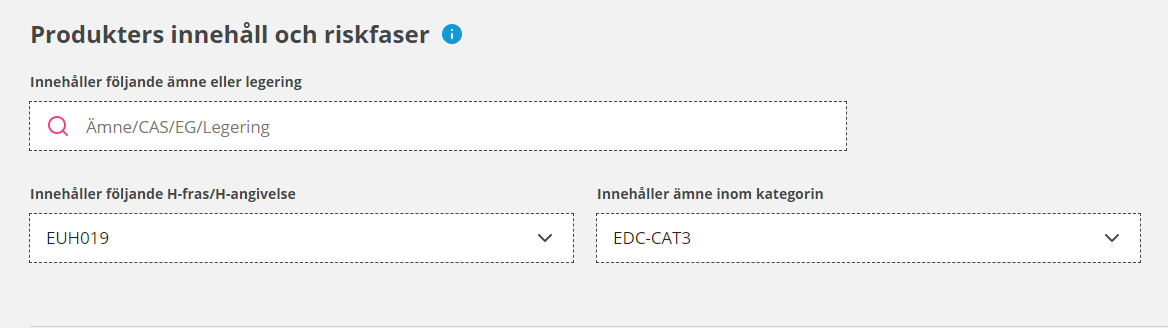 Produkters innehåll och riskfaser
Innehåller följande ämne eller legering
Ämne/CAS/EG/Legering
Innehåller följande H-fras/H-angivelse
Innehåller ämne inom kategorin
EUH019
EDC-CAT3